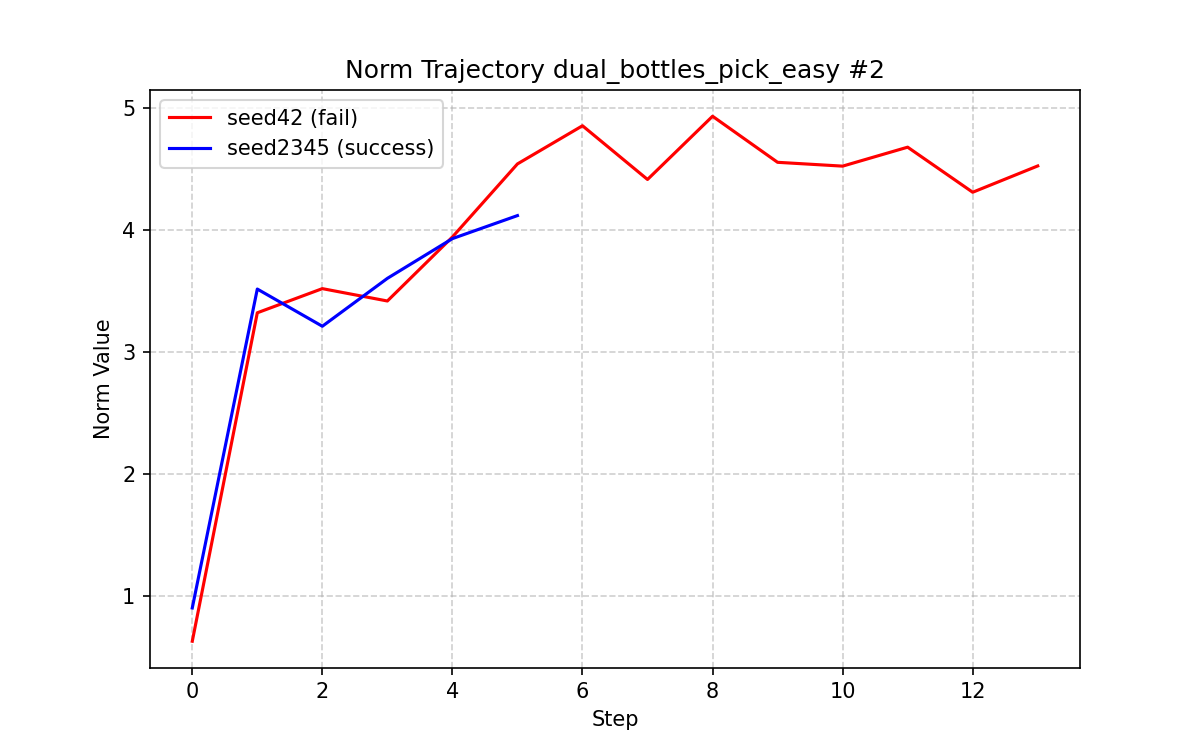 Norm Trajectory dual_bottles_pick_easy #2
seed42 (fail)
seed2345 (success)
Norm Value
5
4
3
2
1
0 2 4 6 8 10 12
Step